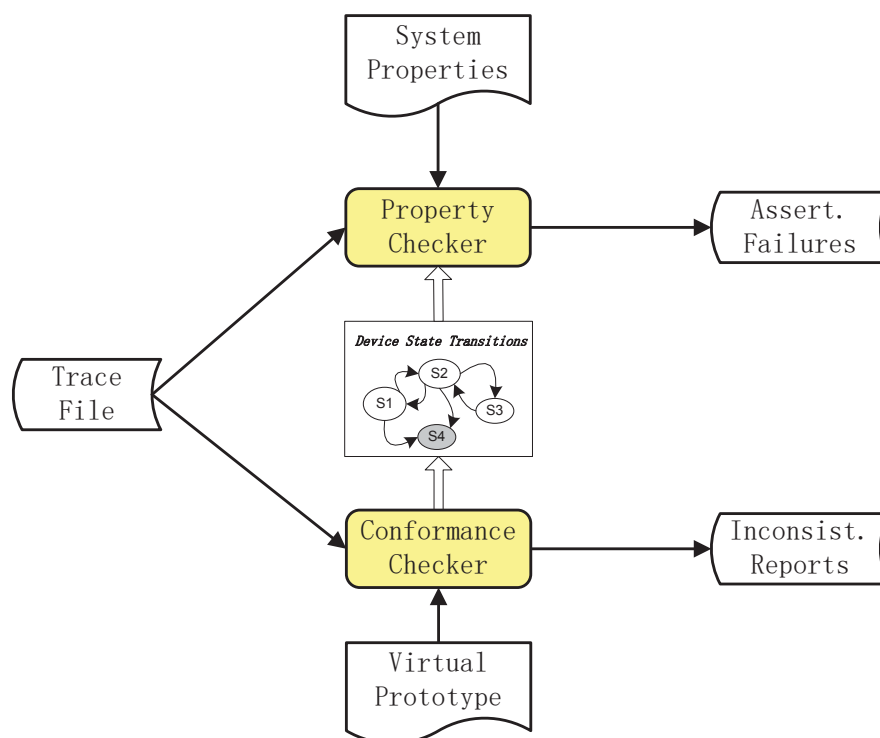 System
Properties
Property
Checker
Assert.
Failures
Device State Transitions
S2
S1
S3
S4
Trace
File
Conformance
Checker
Inconsist.
Reports
Virtual
Prototype